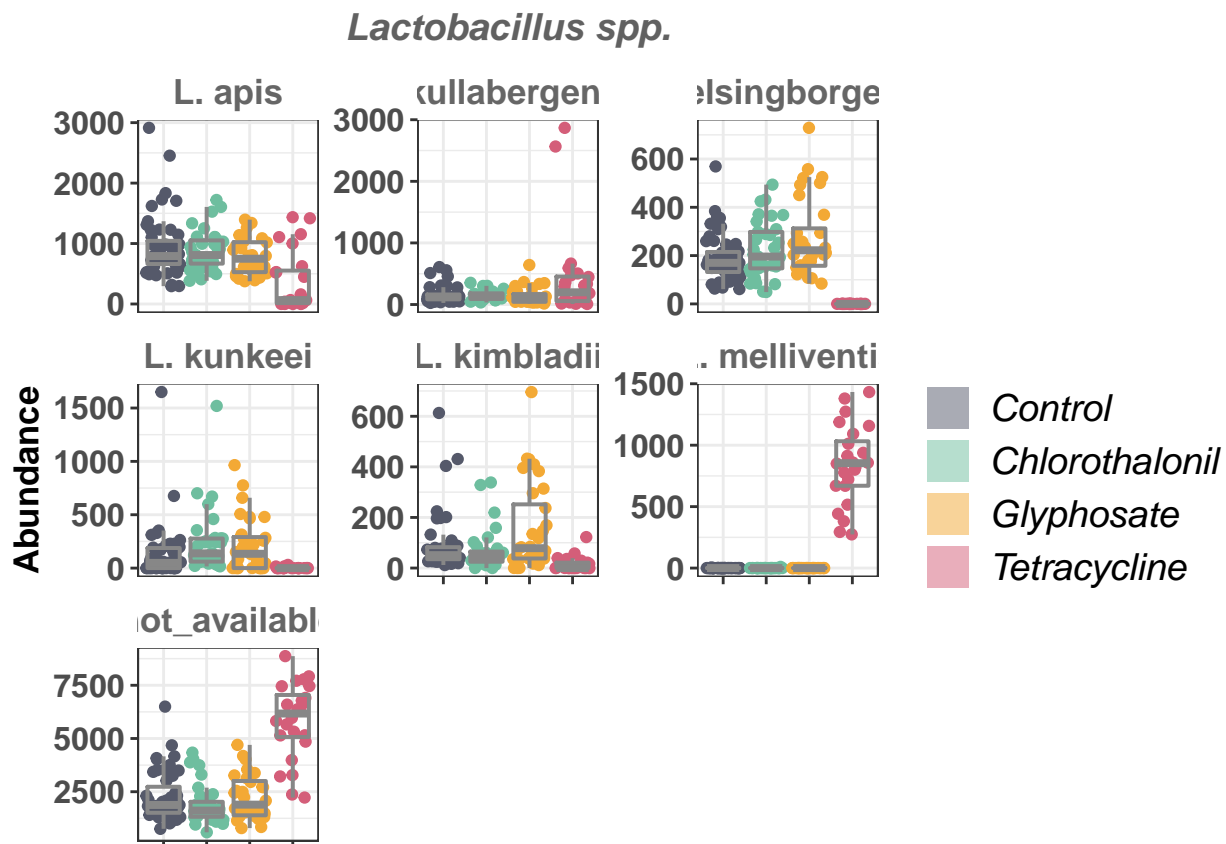 Lactobacillus spp.
L. apis
kullabergen
elsingborge
3000
2000
1000
0
3000
2000
1000
0
600
400
200
0
L. kunkeei
L. kimbladii
. melliventi
1500
1000
500
0
600
400
200
0
1500
1000
500
0
Abundance
Control
Chlorothalonil
Glyphosate
Tetracycline
not_available
7500
5000
2500